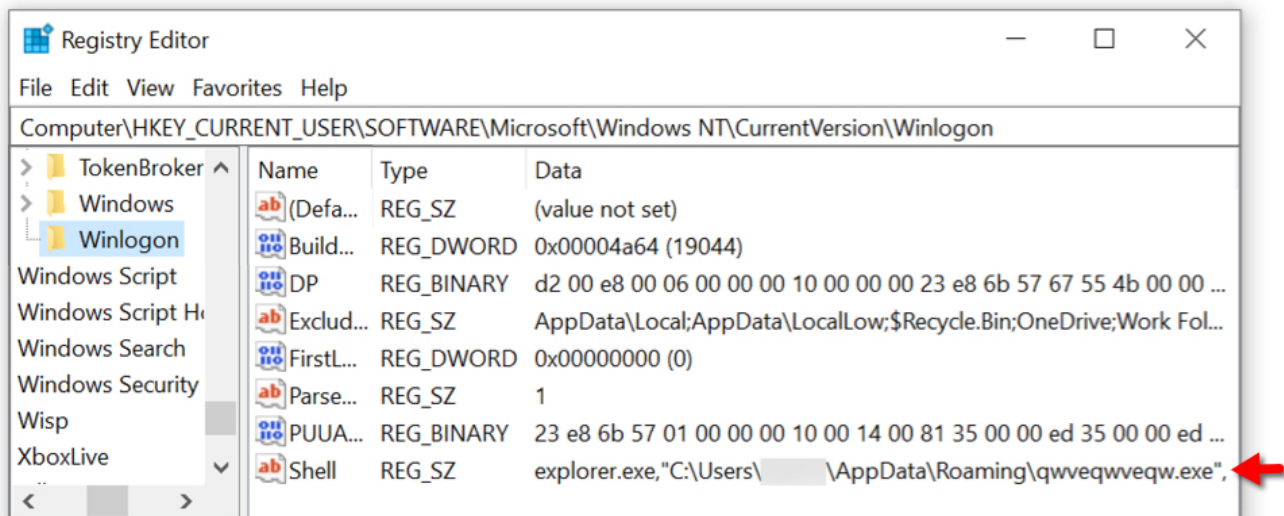 Registry Editor
File Edit View Favorites Help
Computer\HKEY_CURRENT_USER\SOFTWARE\Microsoft\Windows NT\CurrentVersion\Winlogon
TokenBroker
Windows
Winlogon
Windows Script
Windows Script Ho
Windows Search
Windows Security
Wisp
XboxLive
Name Type Data
(Defa... REG_SZ (value not set)
Build... REG_DWORD 0x00004a64 (19044)
DP REG_BINARY d2 00 e8 00 06 00 00 00 10 00 00 00 23 e8 6b 57 67 55 4b 00 00 ...
Exclud... REG_SZ AppData\Local;AppData\LocalLow;$Recycle.Bin;OneDrive;Work Fol...
FirstL... REG_DWORD 0x00000000 (0)
Parse... REG_SZ 1
PUUA... REG_BINARY 23 e8 6b 57 01 00 00 00 10 00 14 00 81 35 00 00 ed 35 00 00 ed ...
Shell REG_SZ explorer.exe,"C:\Users\ \AppData\Roaming\qwveqwveqw.exe",